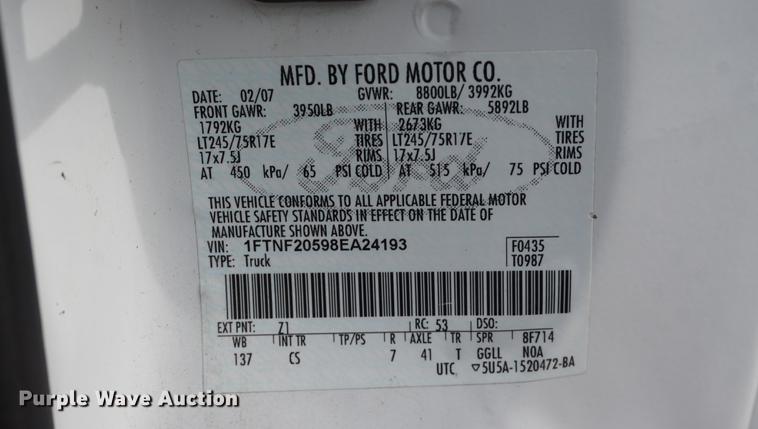 MFD. BY FORD MOTOR CO.
DATE: 02/07 GVWR: 8800LB/ 3992KG
FRONT GAWR: 3950LB REAR GAWR: 5892LB
1792KG WITH 2673KG WITH
LT245/75R17E TIRES LT245/75R17E TIRES
17x7.5J RIMS 17x7.5J RIMS
AT 450 kPa/ 65 PSI COLD AT 515 kPa/ 75 PSI COLD
Ford
THIS VEHICLE CONFORMS TO ALL APPLICABLE FEDERAL MOTOR
VEHICLE SAFETY STANDARDS IN EFFECT ON THE DATE OF
MANUFACTURE SHOWN ABOVE.
VIN: 1FTNF20598EA24193 F0435
TYPE: Truck T0987
EXT PNT: Z1 RC: 53 DSO:
WB INT TR TP/PS R AXLE TR SPR 8F714
137 CS 7 41 T GGLL NOA
UTC ▽5U5A-1520472-BA
Purple Wave Auction